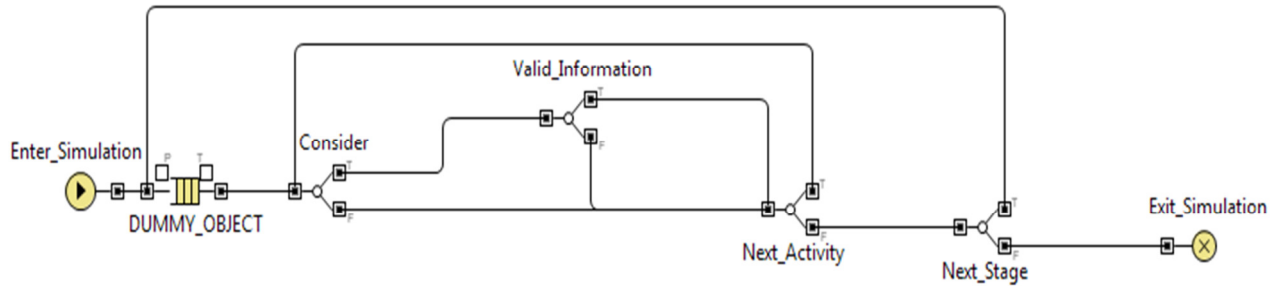 Valid_Information
T
F
Enter_Simulation
P T
Consider
T
F
DUMMY_OBJECT
T
F
Next_Activity
T
F
Next_Stage
Exit_Simulation